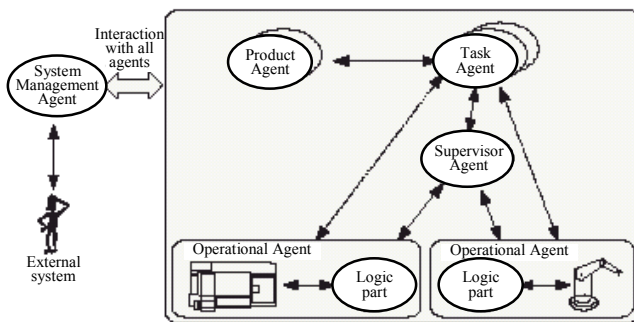 Interaction
with all
agents
System
Management
Agent
Product
Agent
Task
Agent
Supervisor
Agent
External
system
Operational Agent
Logic
part
Operational Agent
Logic
part